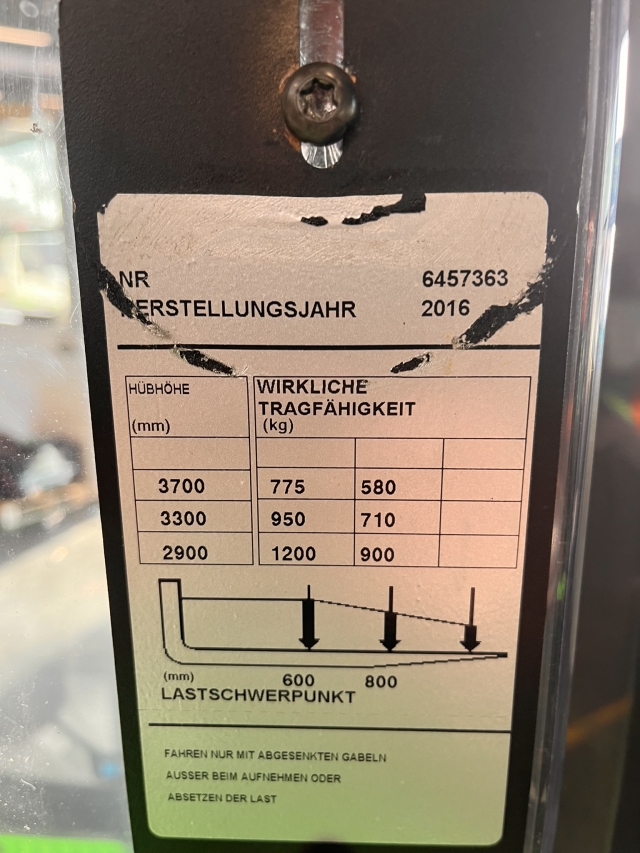 NR 6457363
HERSTELLUNGSJAHR 2016
HÜBHÖHE WIRKLICHE
TRAGFÄHIGKEIT
(mm) (kg)
3700 775 580
3300 950 710
2900 1200 900
(mm) 600 800
LASTSCHWERPUNKT
FAHREN NUR MIT ABGESENKTEN GABELN
AUSSER BEIM AUFNEHMEN ODER
ABSETZEN DER LAST